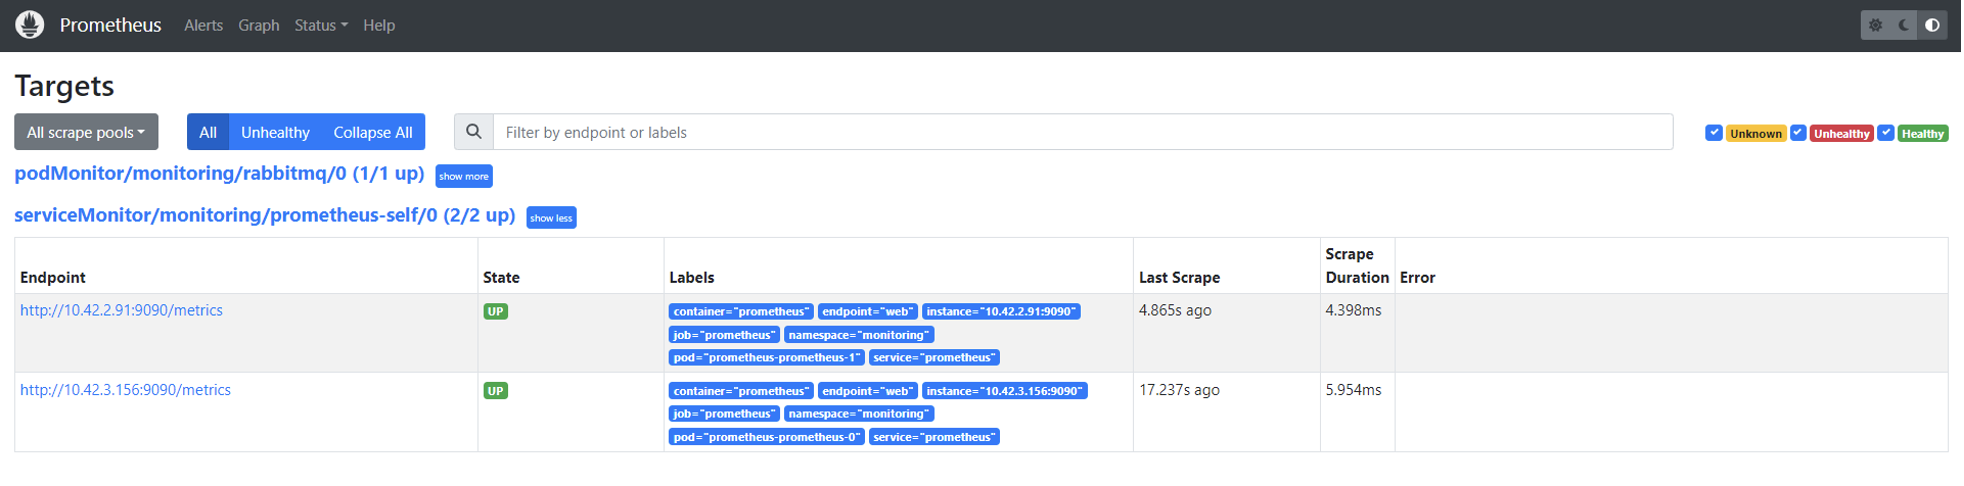 Prometheus Alerts Graph Status Help
Targets
All scrape pools All Unhealthy Collapse All Filter by endpoint or labels Unknown Unhealthy Healthy
podMonitor/monitoring/rabbitmq/0 (1/1 up) show more
serviceMonitor/monitoring/prometheus-self/0 (2/2 up) show less
Endpoint State Labels Last Scrape Scrape Duration Error
http://10.42.2.91:9090/metrics UP container="prometheus" endpoint="web" instance="10.42.2.91:9090" 4.865s ago 4.398ms
job="prometheus" namespace="monitoring"
pod="prometheus-prometheus-1" service="prometheus"
http://10.42.3.156:9090/metrics UP container="prometheus" endpoint="web" instance="10.42.3.156:9090" 17.237s ago 5.954ms
job="prometheus" namespace="monitoring"
pod="prometheus-prometheus-0" service="prometheus"